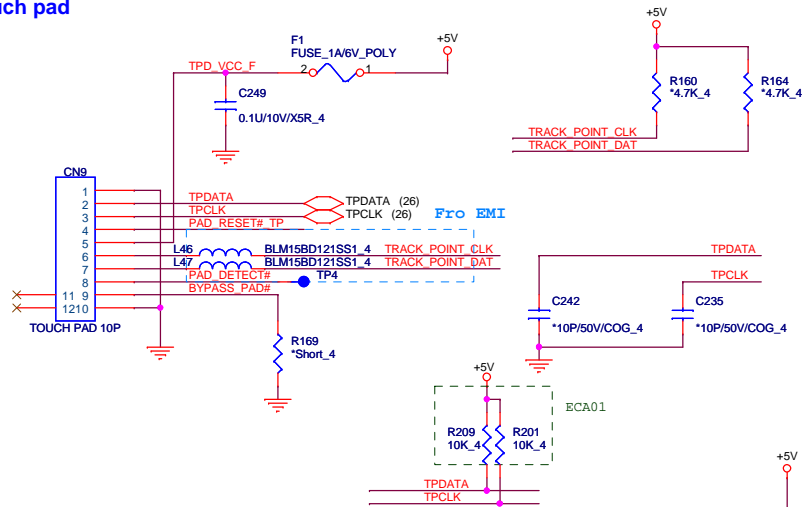 uch pad
+5V
F1
FUSE_1A/6V_POLY
+5V
TPD_VCC_F
2
1
R160
*4.7K_4
R164
*4.7K_4
C249
0.1U/10V/X5R_4
TRACK_POINT_CLK
TRACK_POINT_DAT
CN9
1
2
3
4
5
6
7
8
11 9
1210
TOUCH PAD 10P
TPDATA
TPDATA (26)
TPCLK
TPCLK (26)
PAD_RESET#_TP
Fro EMI
L46
BLM15BD121SS1_4
TRACK_POINT_CLK
L47
BLM15BD121SS1_4
TRACK_POINT_DAT
PAD_DETECT#
TP4
BYPASS_PAD#
R169
*Short_4
TPDATA
TPCLK
C242
*10P/50V/COG_4
C235
*10P/50V/COG_4
+5V
ECA01
R209
10K_4
R201
10K_4
TPDATA
TPCLK
+5V